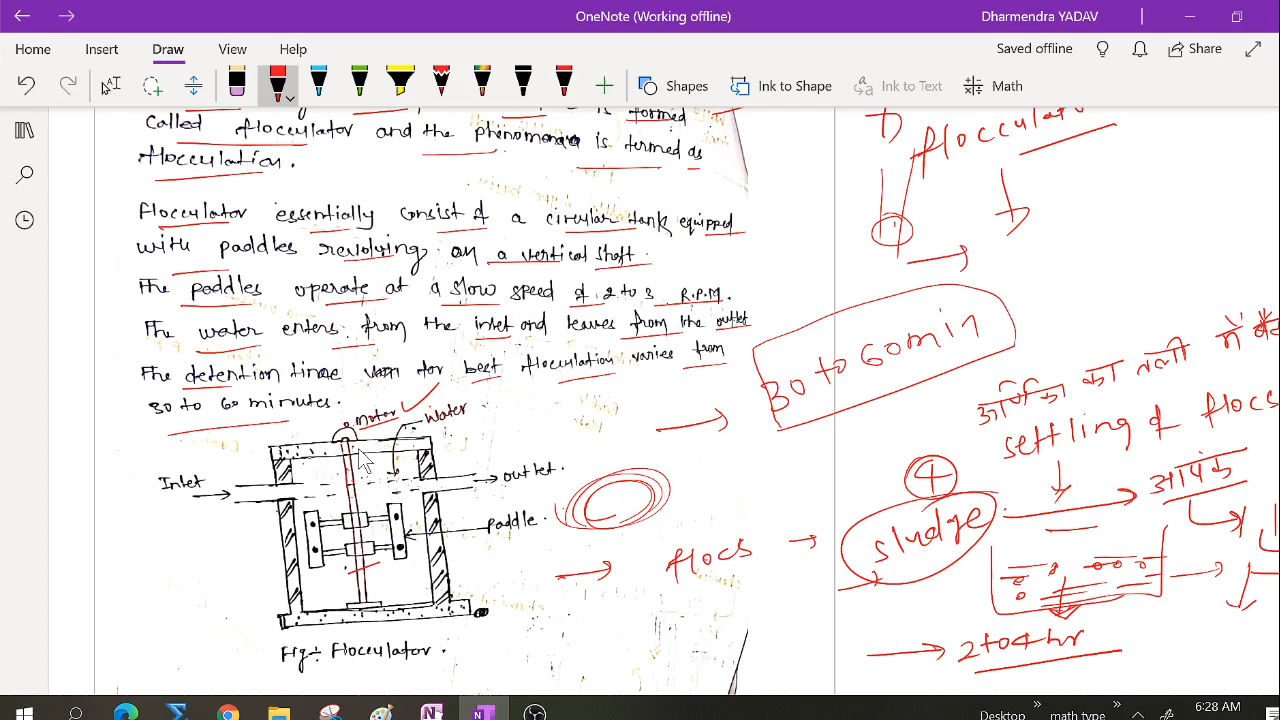 OneNote (Working offline)
Dharmendra YADAV
Home Insert Draw View Help
Saved offline
Share
Shapes
Ink to Shape
Ink to Text
Math
is formed
called flocculator and the phenomena is termed as
flocculation.
Flocculator essentially consist of a circular tank equipped
with paddles revolving on a vertical shaft.
The paddles operate at a slow speed of 2 to 3 R.P.M.
The water enters from the inlet and leaves from the outlet
The detention time for best flocculation varies from
30 to 60 minutes.
motor
water
Inlet
outlet.
paddle.
Fig:- Flocculator.
30 to 60 min
settling of flocs
4
sludge
flocs
2 to 4 hr
Desktop
math type
6:28 AM